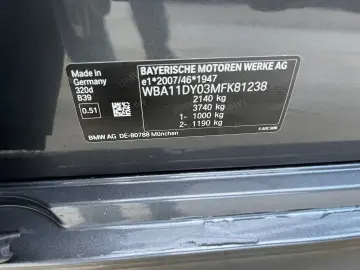 Made in
Germany
320d
B39
0.51
BMW AG DE-80788 München
BAYERISCHE MOTOREN WERKE AG
e1*2007/46*1947
WBA11DY03MFK81238
2140 kg
3740 kg
1- 1000 kg
2- 1190 kg